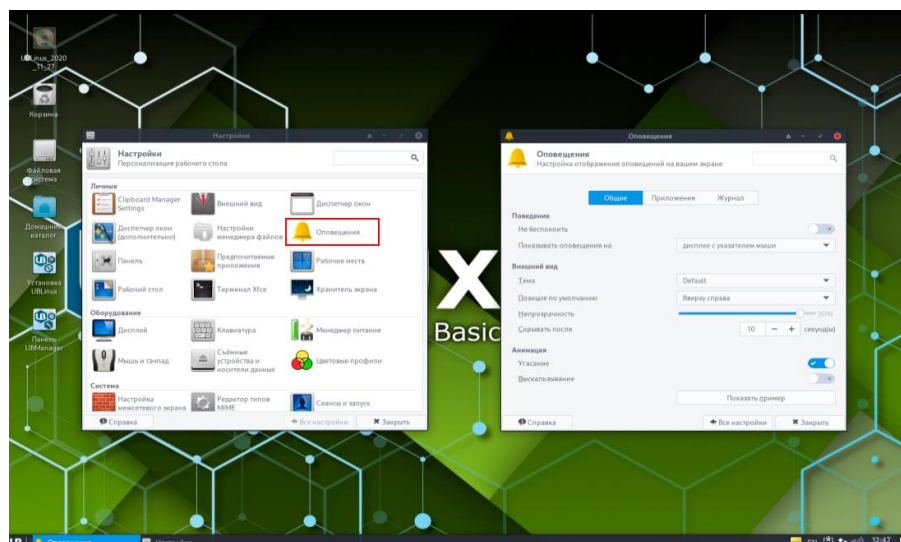 UBLinux_2020
_11_27
Корзина
Файловая
система
Домашний
каталог
Установка
UBLinux
Панель
UBManager
Настройки
Настройки
Персонализация рабочего стола
Личные
Clipboard Manager
Settings
Внешний вид
Диспетчер окон
Диспетчер окон
(дополнительно)
Настройки
менеджера файлов
Оповещения
Панель
Предпочитаемые
приложения
Рабочие места
Рабочий стол
Терминал Xfce
Хранитель экрана
Оборудование
Дисплей
Клавиатура
Менеджер питания
Мышь и тачпад
Съёмные
устройства и
носители данных
Цветовые профили
Система
Настройка
межсетевого экрана
Редактор типов
MIME
Сеансы и запуск
Справка
Все настройки
Закрыть
X
Basic
Оповещения
Оповещения
Настройка отображения оповещений на вашем экране
Общие Приложения Журнал
Поведение
Не беспокоить
Показывать оповещения на дисплее с указателем мыши
Внешний вид
Тема Default
Позиция по умолчанию Вверху справа
Непрозрачность 90%
Скрывать после 10 − + секунд(ы)
Анимация
Угасание
Выскальзывание
Показать пример
Справка
Все настройки
Закрыть
Оповещения
Настройки
EN
12:47